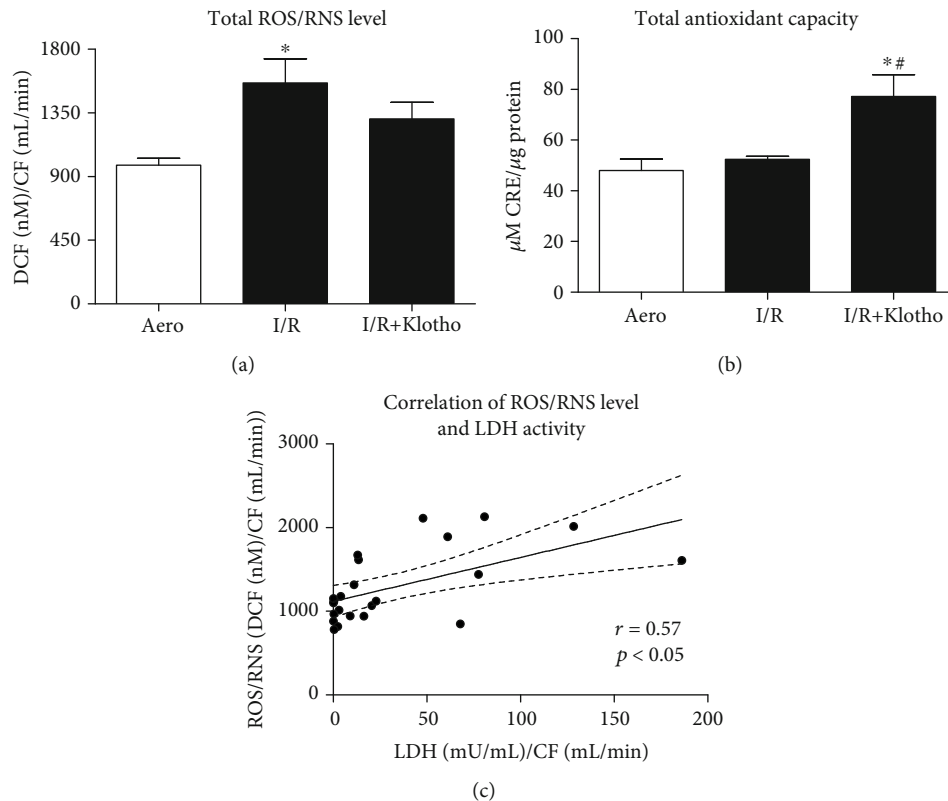 Total ROS/RNS level
DCF (nM)/CF (mL/min)
1800
1350
900
450
0
*
Aero
I/R
I/R+Klotho
(a)
Total antioxidant capacity
μM CRE/μg protein
100
80
60
40
20
0
*#
Aero
I/R
I/R+Klotho
(b)
Correlation of ROS/RNS level
and LDH activity
ROS/RNS (DCF (nM)/CF (mL/min))
3000
2000
1000
0
r = 0.57
p < 0.05
0
50
100
150
200
LDH (mU/mL)/CF (mL/min)
(c)